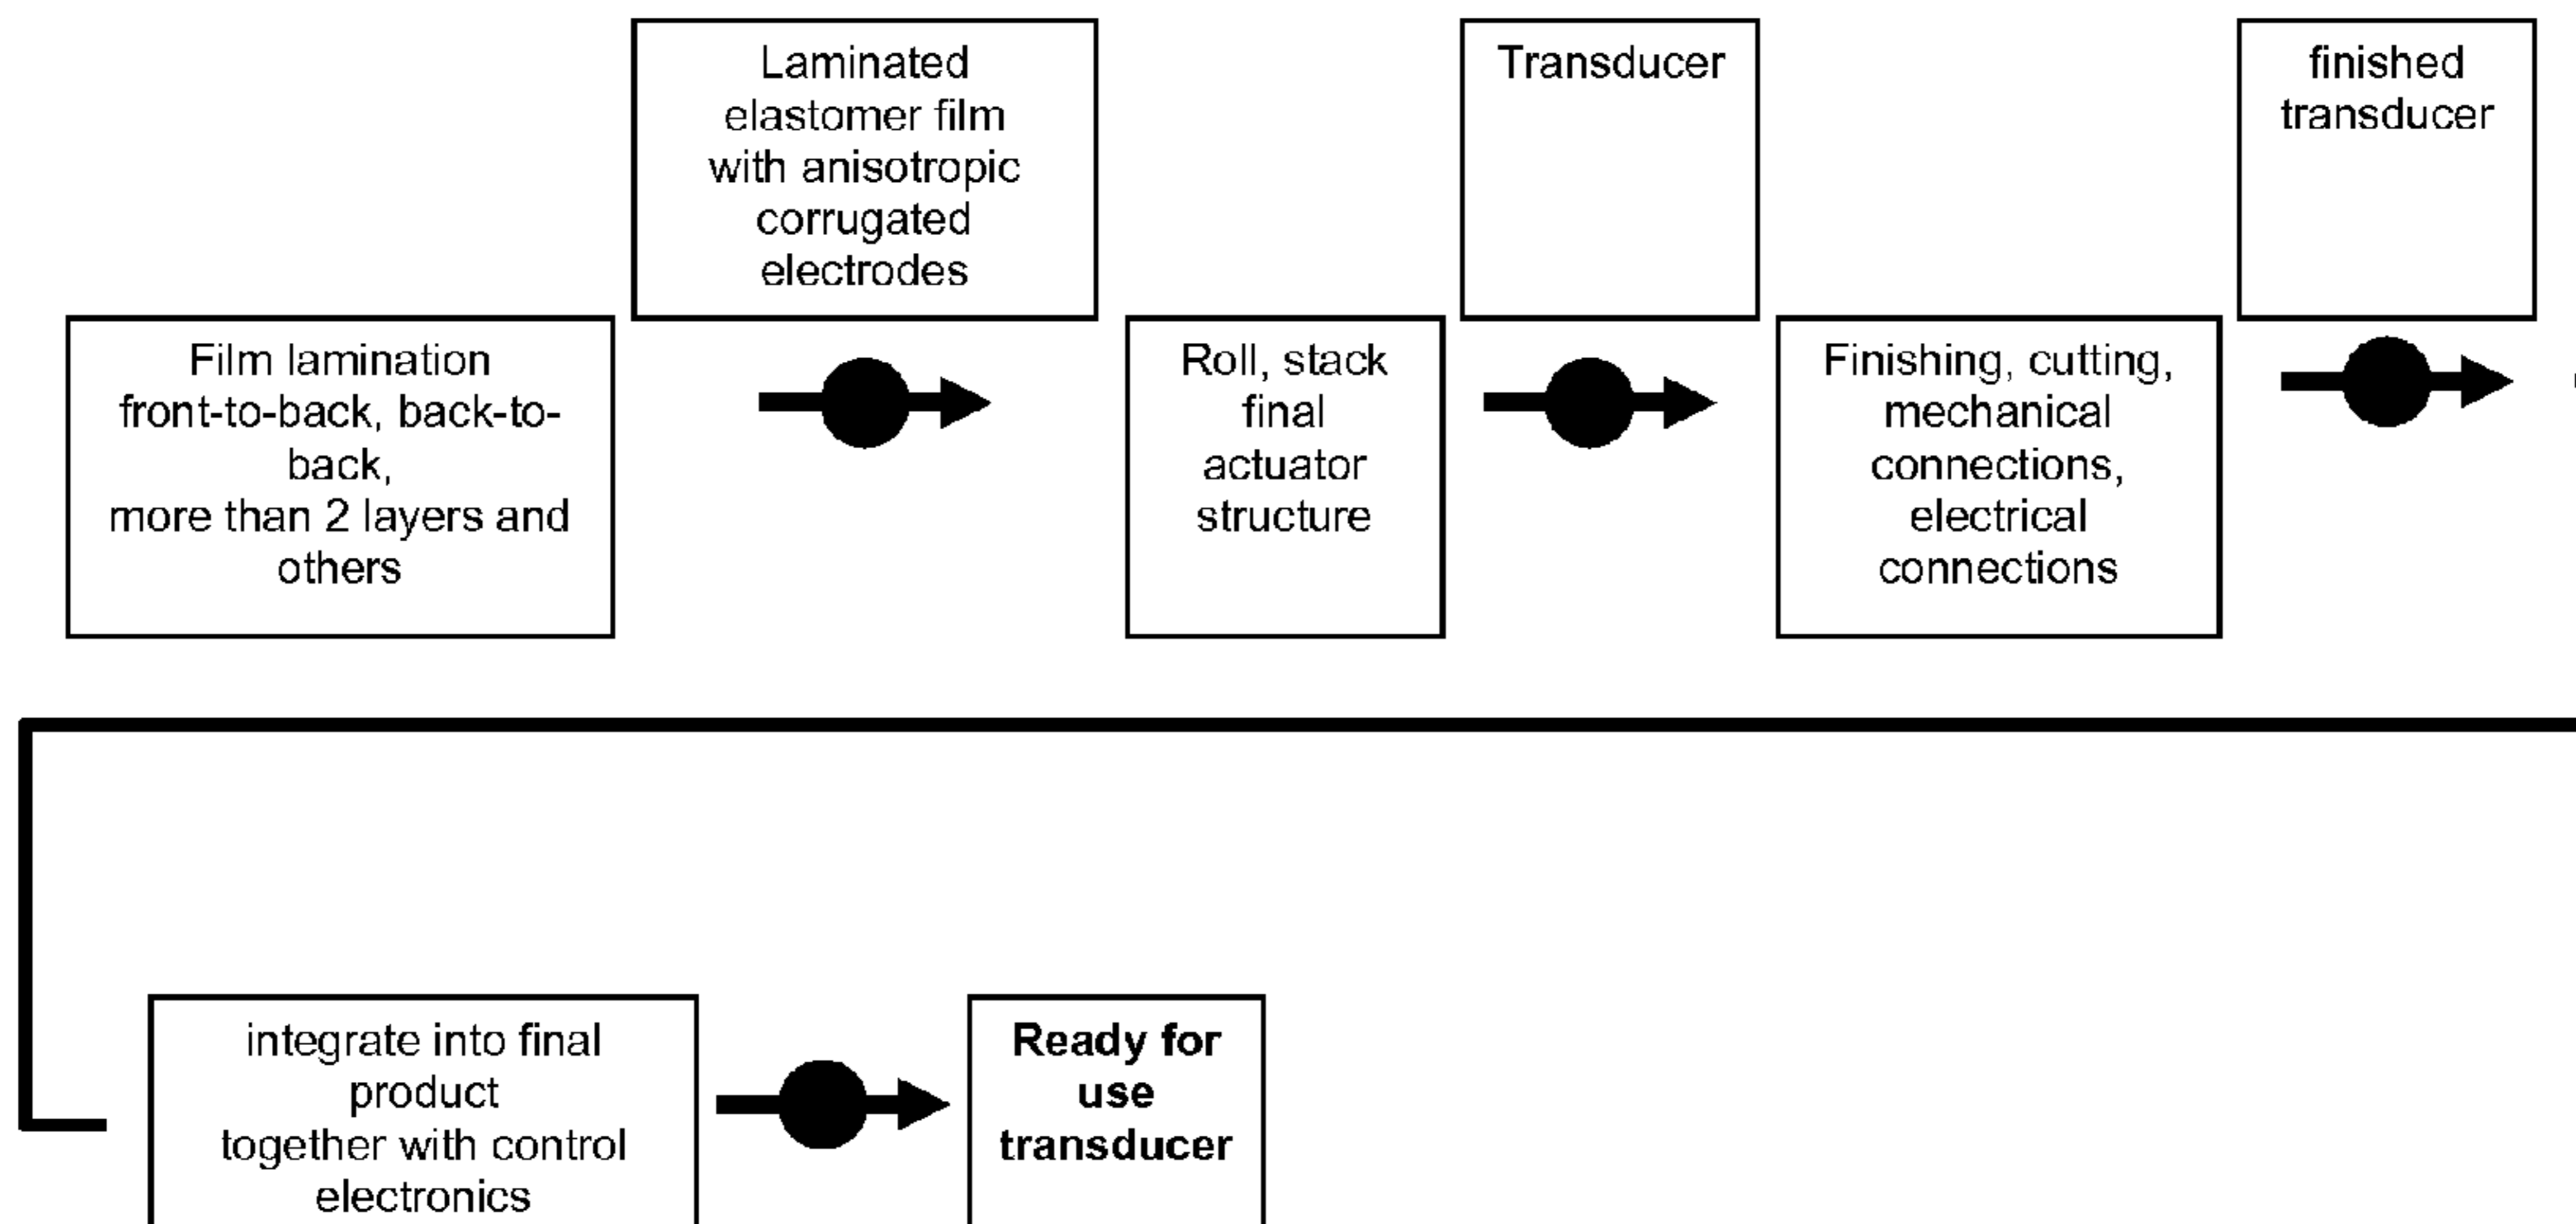 Laminated
elastomer film
with anisotropic
corrugated
electrodes
Transducer
finished
transducer
Film lamination
front-to-back, back-to-
back,
more than 2 layers and
others
Roll, stack
final
actuator
structure
Finishing, cutting,
mechanical
connections,
electrical
connections
integrate into final
product
together with control
electronics
Ready for
use
transducer